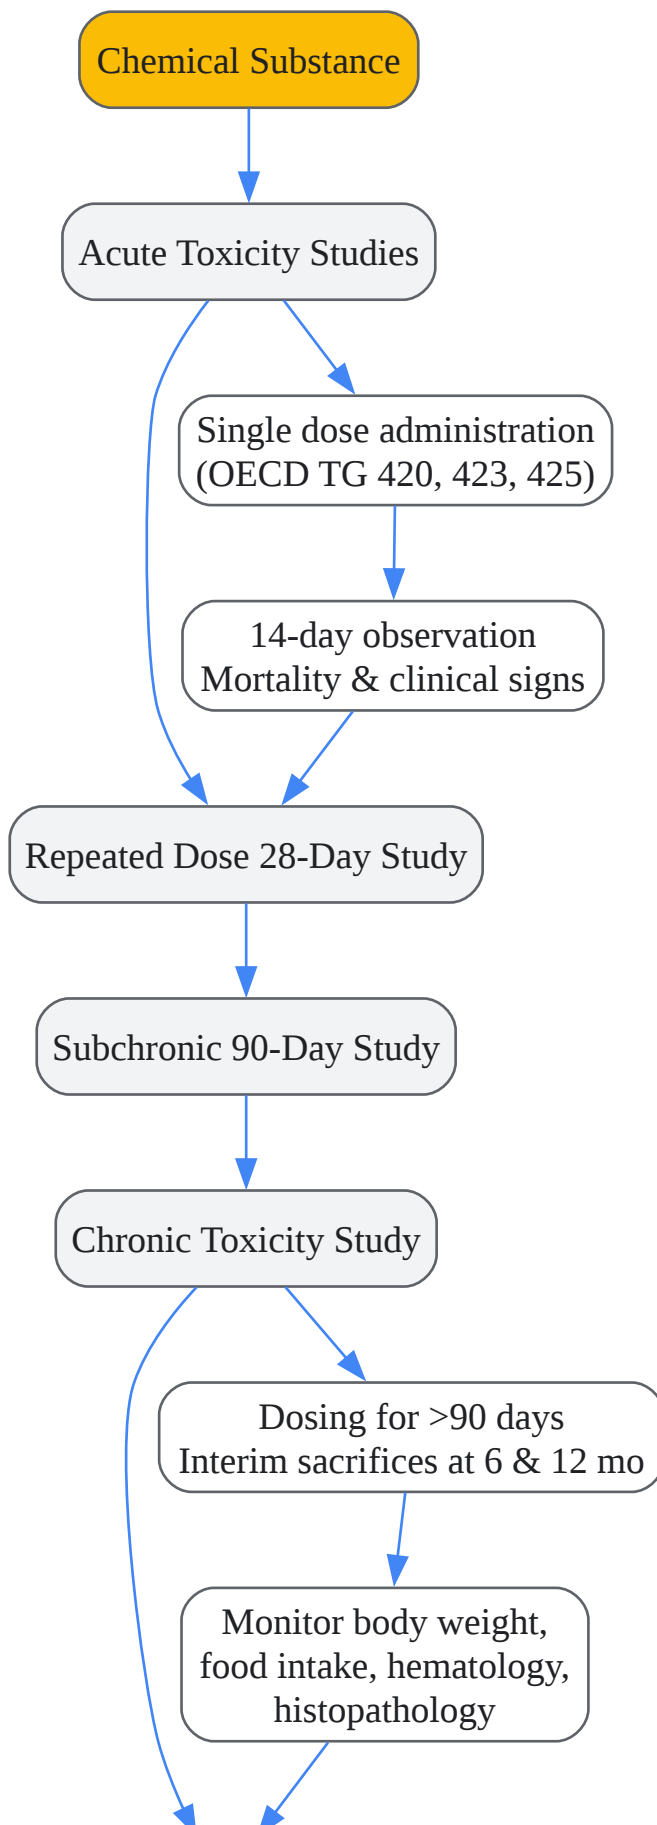 Chemical Substance
Acute Toxicity Studies
Single dose administration
(OECD TG 420, 423, 425)
14-day observation
Mortality & clinical signs
Repeated Dose 28-Day Study
Subchronic 90-Day Study
Chronic Toxicity Study
Dosing for >90 days
Interim sacrifices at 6 & 12 mo
Monitor body weight,
food intake, hematology,
histopathology